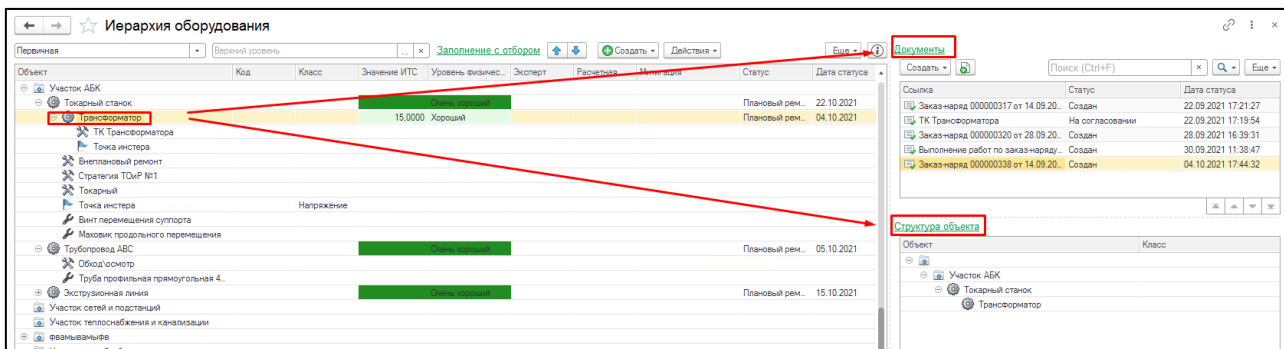 Иерархия оборудования
Первичная Верхний уровень ... × Заполнение с отбором Создать Действия Еще
Объект Код Класс Значение ИТС Уровень физичес... Эксперт Расчетная Митигация Статус Дата статуса
Участок АБК
Токарный станок Очень хороший Плановый рем... 22.10.2021
Трансформатор 15,0000 Хороший Плановый рем... 04.10.2021
ТК Трансформатора
Точка инстера
Внеплановый ремонт
Стратегия ТОиР №1
Токарный
Точка инстера Напряжение
Винт перемещения суппорта
Маховик продольного перемещения
Трубопровод АВС Очень хороший Плановый рем... 05.10.2021
Обход\осмотр
Труба профильная прямоугольная 4...
Экструзионная линия Очень хороший Плановый рем... 15.10.2021
Участок сетей и подстанций
Участок теплоснабжения и канализации
фвамывамыфв
Документы
Создать Поиск (Ctrl+F) × Еще
Ссылка Статус Дата статуса
Заказ-наряд 000000317 от 14.09.20... Создан 22.09.2021 17:21:27
ТК Трансформатора На согласовании 22.09.2021 17:19:54
Заказ-наряд 000000320 от 28.09.20... Создан 28.09.2021 16:39:31
Выполнение работ по заказ-наряду... Создан 30.09.2021 11:38:47
Заказ-наряд 000000338 от 14.09.20... Создан 04.10.2021 17:44:32
Структура объекта
Объект Класс
Участок АБК
Токарный станок
Трансформатор